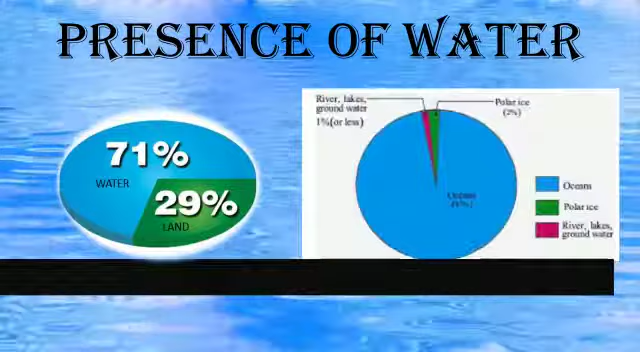 PRESENCE OF WATER
71%
WATER
29%
LAND
River, lakes,
ground water
1%(or less)
Polar ice
(2%)
Oceans
Oceans
Polar ice
River, lakes,
ground water